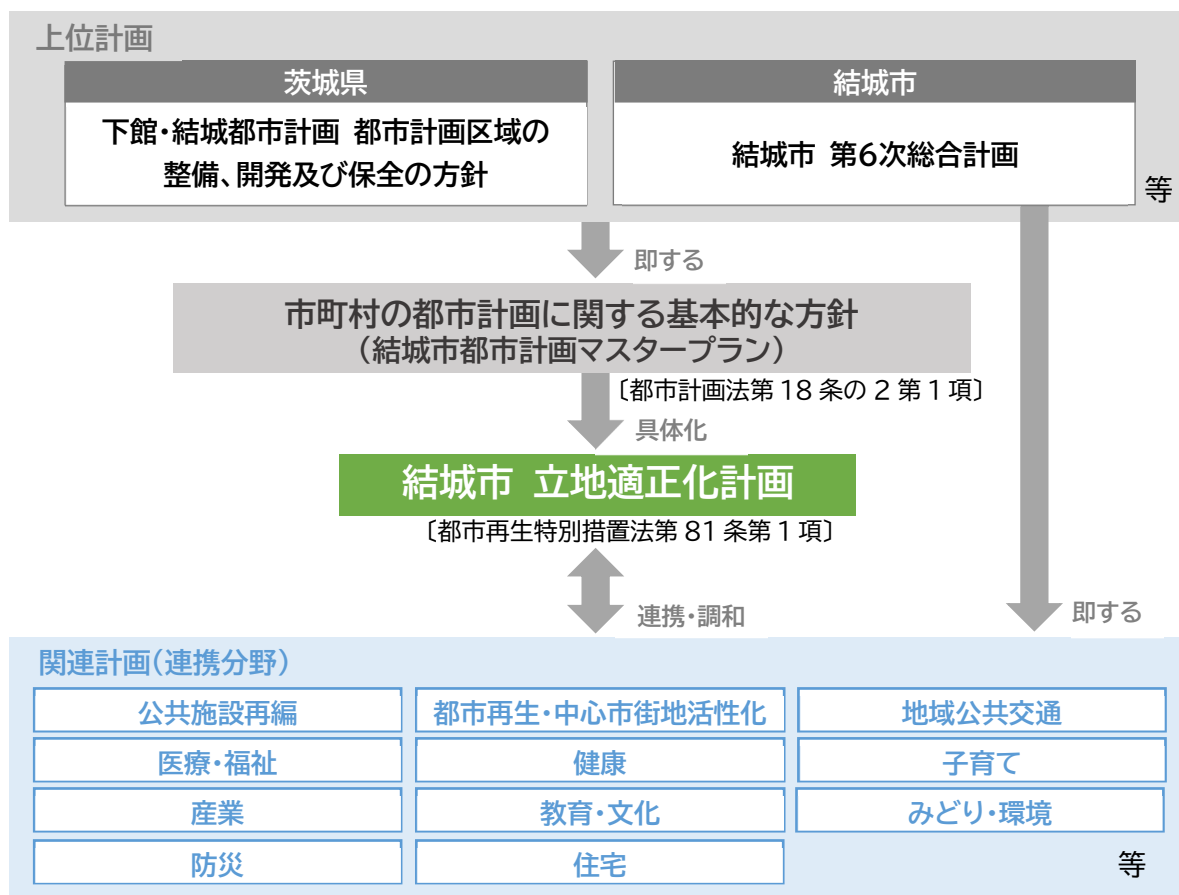 上位計画
茨城県
下館・結城都市計画 都市計画区域の
整備、開発及び保全の方針
結城市
結城市 第6次総合計画
等
即する
市町村の都市計画に関する基本的な方針
（結城市都市計画マスタープラン）
〔都市計画法第 18 条の 2 第 1 項〕
具体化
結城市 立地適正化計画
〔都市再生特別措置法第 81 条第 1 項〕
連携・調和
即する
関連計画（連携分野）
公共施設再編
都市再生・中心市街地活性化
地域公共交通
医療・福祉
健康
子育て
産業
教育・文化
みどり・環境
防災
住宅
等